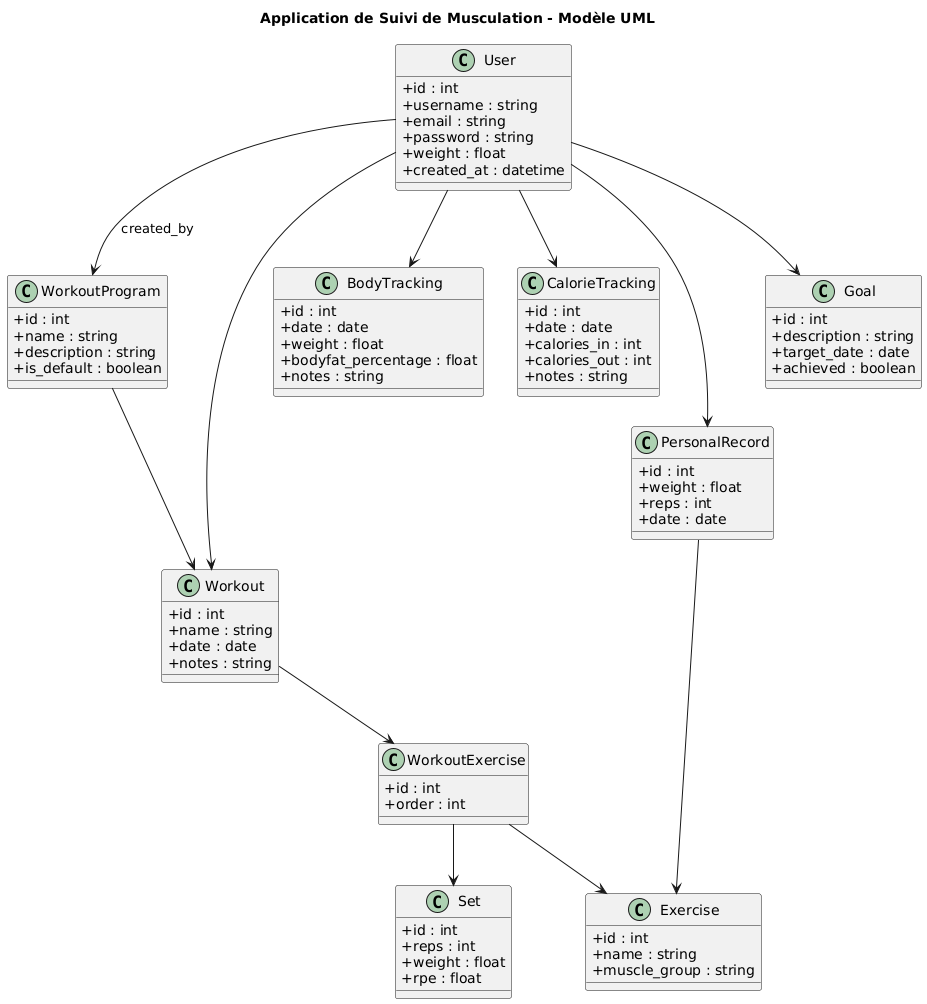 Application de Suivi de Musculation - Modèle UML
C User
+id : int
+username : string
+email : string
+password : string
+weight : float
+created_at : datetime
created_by
C WorkoutProgram
+id : int
+name : string
+description : string
+is_default : boolean
C BodyTracking
+id : int
+date : date
+weight : float
+bodyfat_percentage : float
+notes : string
C CalorieTracking
+id : int
+date : date
+calories_in : int
+calories_out : int
+notes : string
C Goal
+id : int
+description : string
+target_date : date
+achieved : boolean
C PersonalRecord
+id : int
+weight : float
+reps : int
+date : date
C Workout
+id : int
+name : string
+date : date
+notes : string
C WorkoutExercise
+id : int
+order : int
C Set
+id : int
+reps : int
+weight : float
+rpe : float
C Exercise
+id : int
+name : string
+muscle_group : string